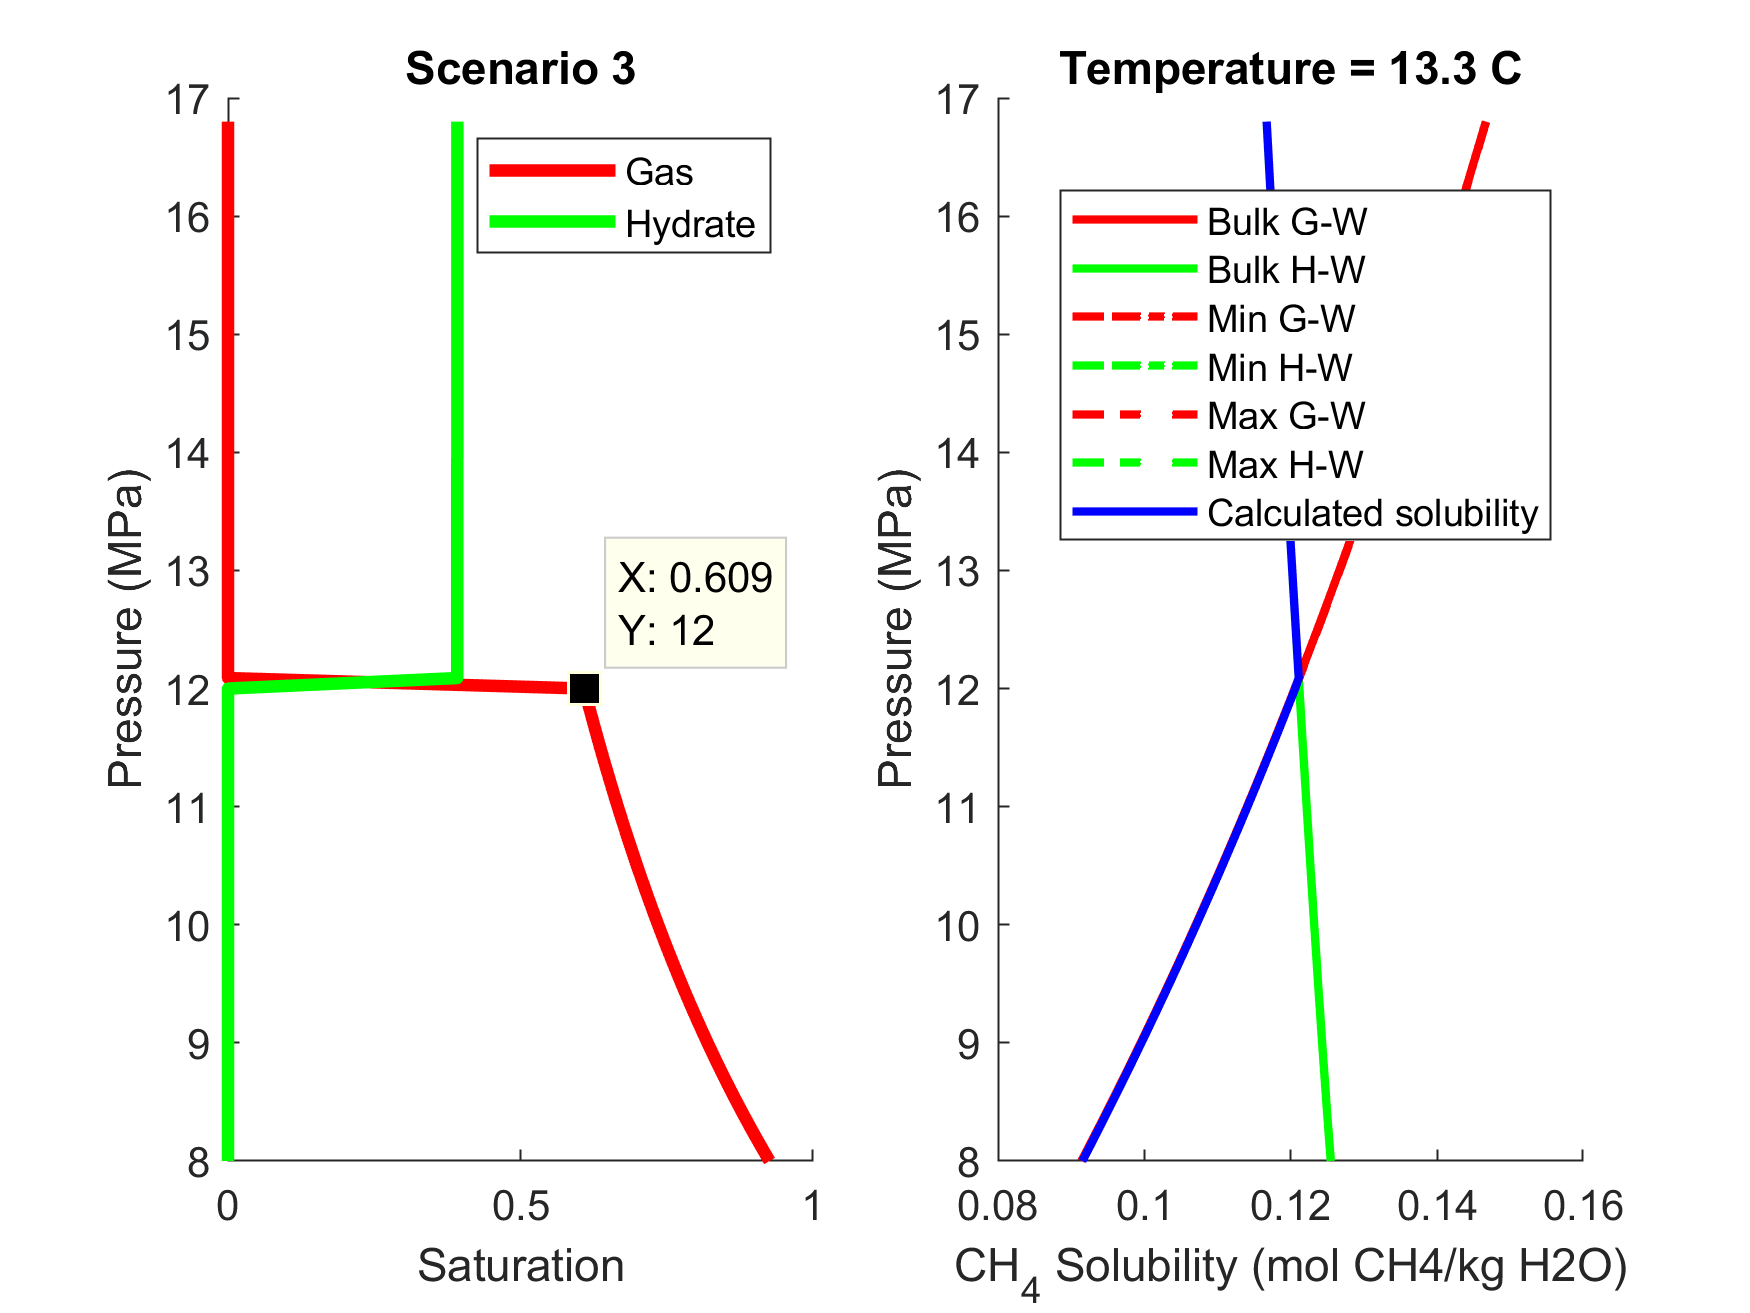 Scenario 3
17
16
15
14
13
12
11
10
9
8
Pressure (MPa)
Gas
Hydrate
X: 0.609
Y: 12
0
0.5
1
Saturation
Temperature = 13.3 C
17
16
15
14
13
12
11
10
9
8
Pressure (MPa)
Bulk G-W
Bulk H-W
Min G-W
Min H-W
Max G-W
Max H-W
Calculated solubility
0.08
0.1
0.12
0.14
0.16
CH4 Solubility (mol CH4/kg H2O)